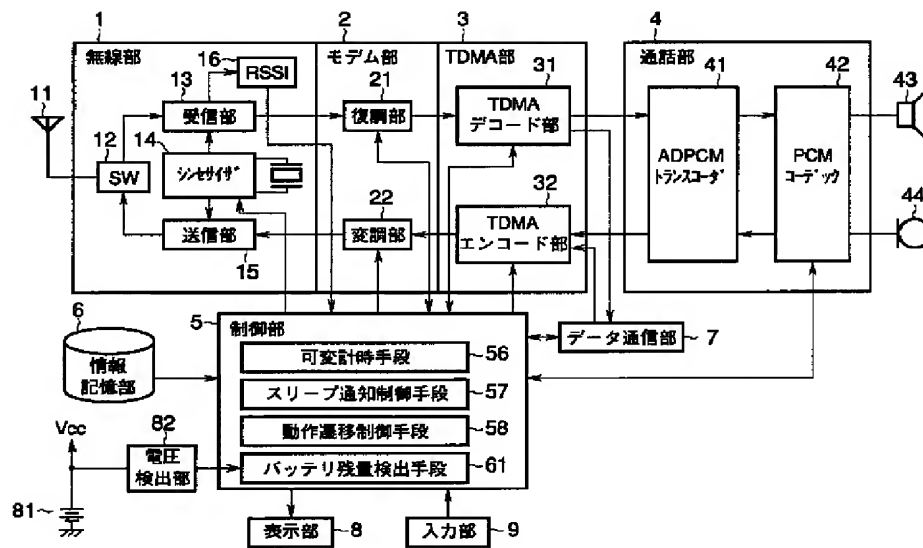 1
2
3
4
無線部
16
RSSI
モデム部
TDMA部
通話部
11
13
受信部
21
復調部
31
TDMA
デコード部
41
42
43
12
SW
14
シンセサイザ
ADPCM
トランスコーダ
PCM
コーデック
送信部
15
22
変調部
32
TDMA
エンコード部
44
6
情報
記憶部
5
制御部
データ通信部
7
可変計時手段
56
スリープ通知制御手段
57
動作遷移制御手段
58
バッテリ残量検出手段
61
Vcc
82
電圧
検出部
81
表示部
8
入力部
9